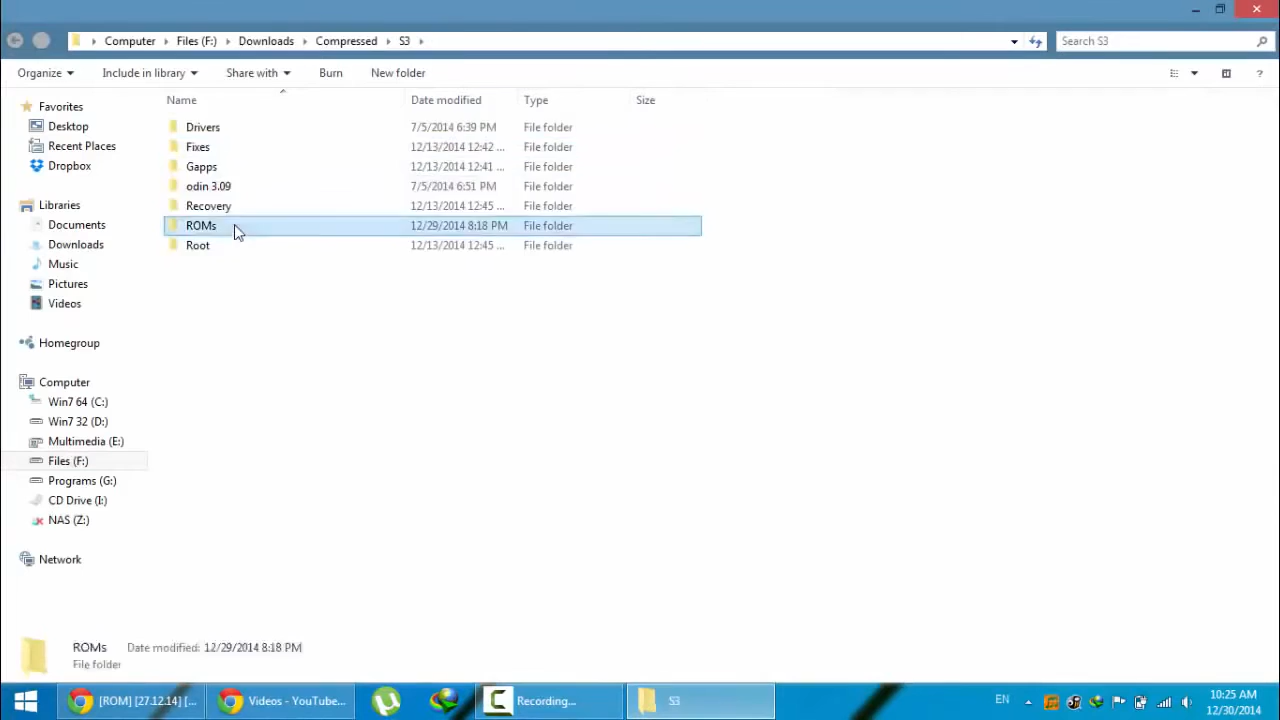 Computer Files (F:) Downloads Compressed S3
Search S3
Organize Include in library Share with Burn New folder
?
Name Date modified Type Size
Drivers 7/5/2014 6:39 PM File folder
Fixes 12/13/2014 12:42 ... File folder
Gapps 12/13/2014 12:41 ... File folder
odin 3.09 7/5/2014 6:51 PM File folder
Recovery 12/13/2014 12:45 ... File folder
ROMs 12/29/2014 8:18 PM File folder
Root 12/13/2014 12:45 ... File folder
Favorites
Desktop
Recent Places
Dropbox
Libraries
Documents
Downloads
Music
Pictures
Videos
Homegroup
Computer
Win7 64 (C:)
Win7 32 (D:)
Multimedia (E:)
Files (F:)
Programs (G:)
CD Drive (I:)
NAS (Z:)
Network
ROMs Date modified: 12/29/2014 8:18 PM
File folder
[ROM] [27.12.14] [...
Videos - YouTube...
Recording...
S3
EN
10:25 AM
12/30/2014